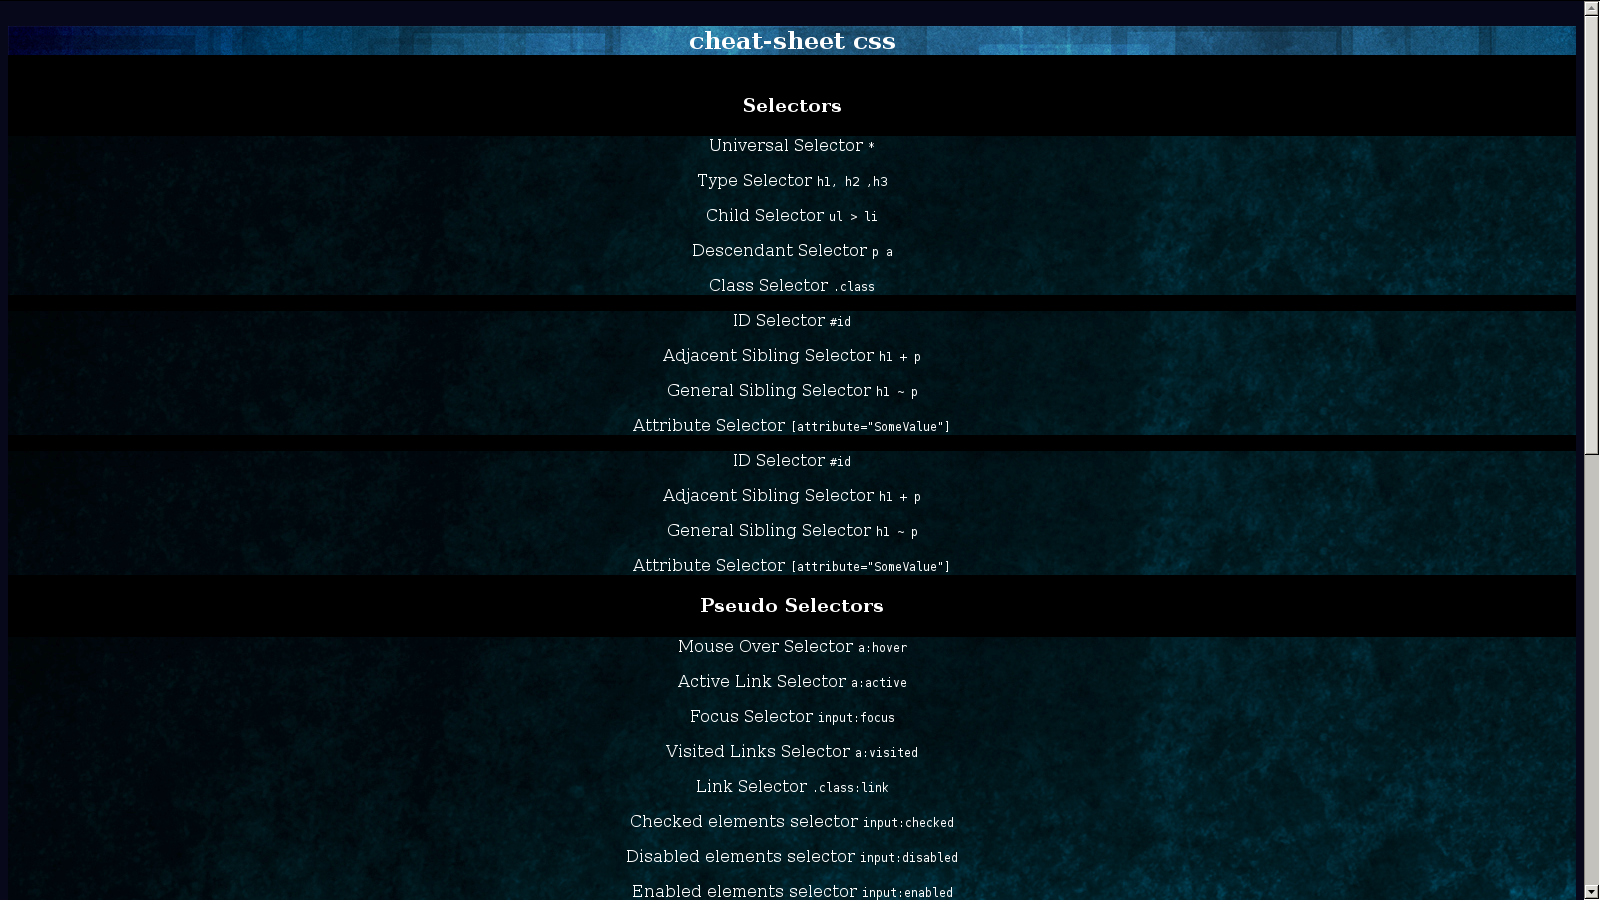 cheat-sheet css
Selectors
Universal Selector *
Type Selector h1, h2 ,h3
Child Selector ul > li
Descendant Selector p a
Class Selector .class
ID Selector #id
Adjacent Sibling Selector h1 + p
General Sibling Selector h1 ~ p
Attribute Selector [attribute="SomeValue"]
ID Selector #id
Adjacent Sibling Selector h1 + p
General Sibling Selector h1 ~ p
Attribute Selector [attribute="SomeValue"]
Pseudo Selectors
Mouse Over Selector a:hover
Active Link Selector a:active
Focus Selector input:focus
Visited Links Selector a:visited
Link Selector .class:link
Checked elements selector input:checked
Disabled elements selector input:disabled
Enabled elements selector input:enabled